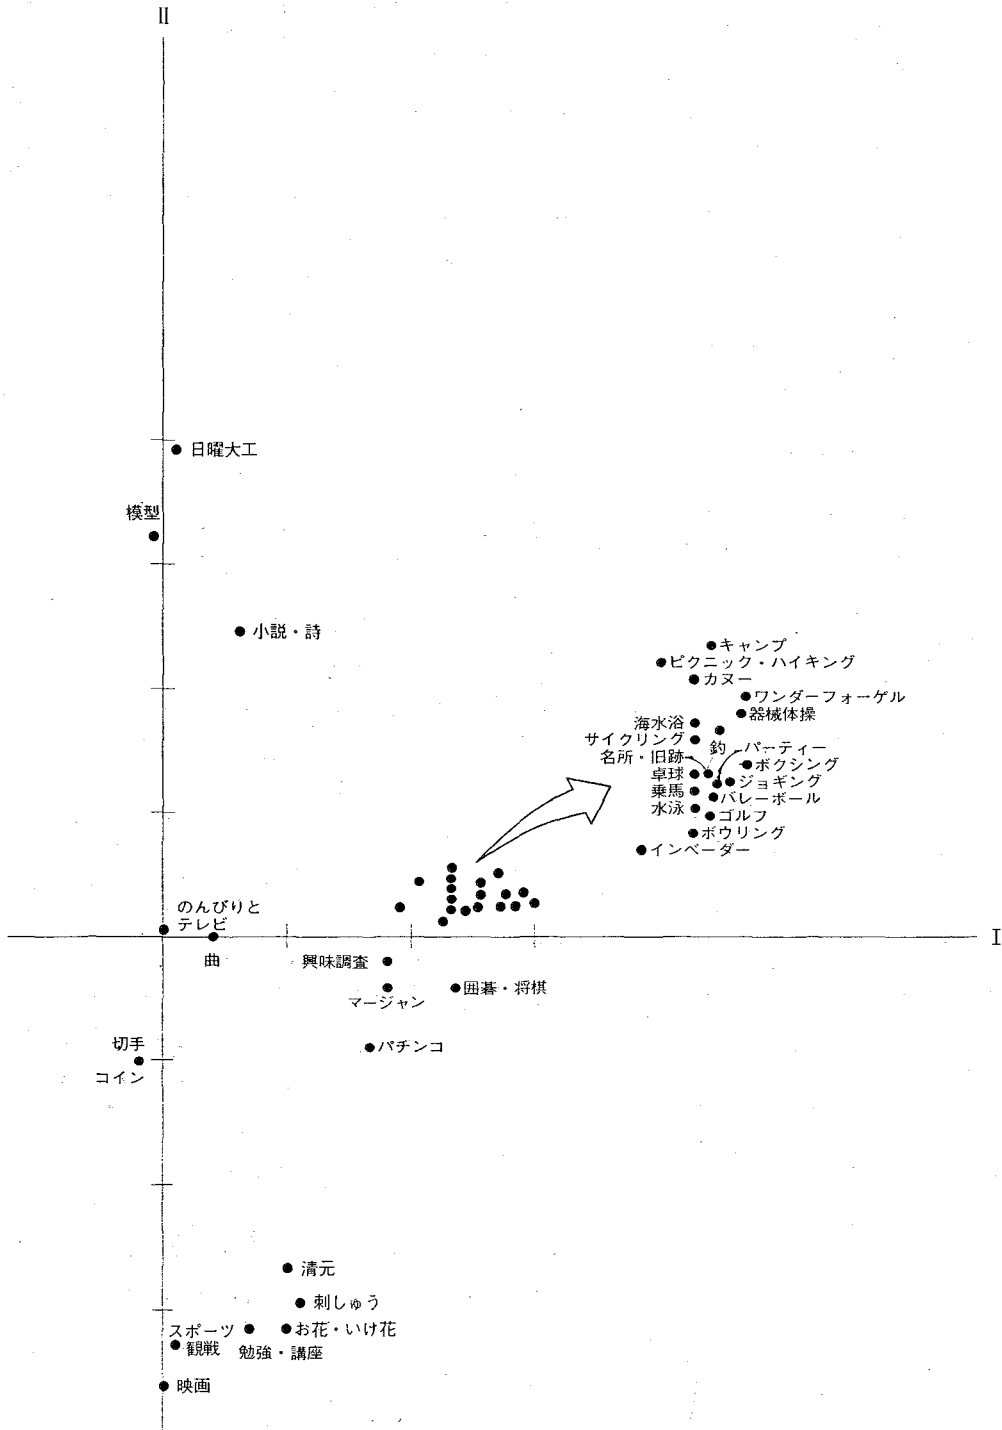 II
日曜大工
模型
小説・詩
キャンプ
ピクニック・ハイキング
カヌー
ワンダーフォーゲル
器械体操
海水浴
サイクリング
釣
パーティー
名所・旧跡
ボクシング
卓球
ジョギング
乗馬
バレーボール
水泳
ゴルフ
ボウリング
インベーダー
のんびりと
テレビ
I
曲
興味調査
マージャン
囲碁・将棋
パチンコ
切手
コイン
清元
刺しゅう
お花・いけ花
スポーツ
観戦
勉強・講座
映画